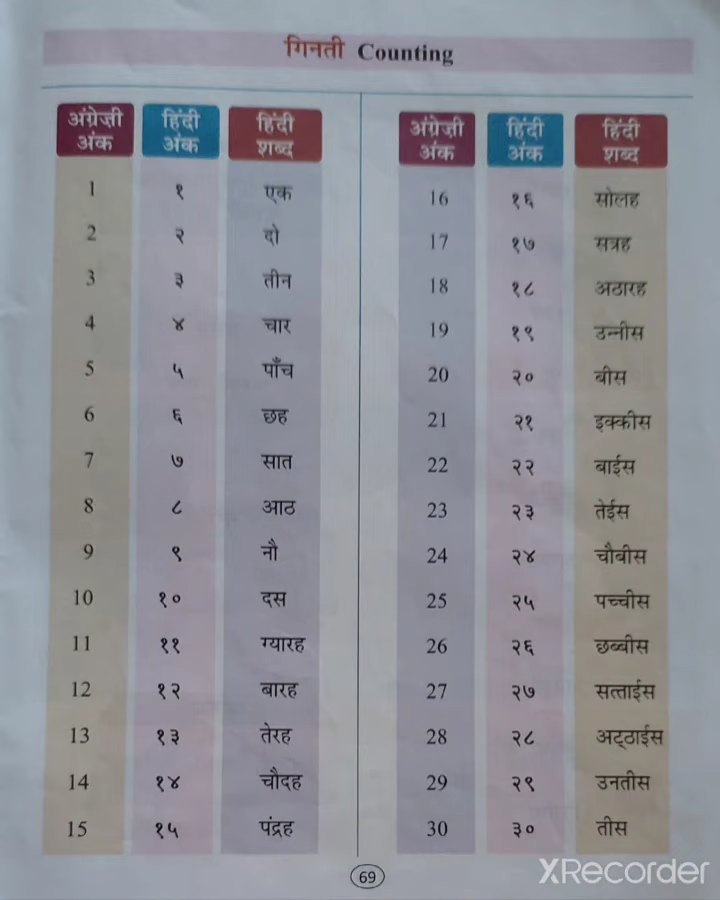 गिनती Counting
अंग्रेज़ी अंक हिंदी अंक हिंदी शब्द
1 १ एक
2 २ दो
3 ३ तीन
4 ४ चार
5 ५ पाँच
6 ६ छह
7 ७ सात
8 ८ आठ
9 ९ नौ
10 १० दस
11 ११ ग्यारह
12 १२ बारह
13 १३ तेरह
14 १४ चौदह
15 १५ पंद्रह
अंग्रेज़ी अंक हिंदी अंक हिंदी शब्द
16 १६ सोलह
17 १७ सत्रह
18 १८ अठारह
19 १९ उन्नीस
20 २० बीस
21 २१ इक्कीस
22 २२ बाईस
23 २३ तेईस
24 २४ चौबीस
25 २५ पच्चीस
26 २६ छब्बीस
27 २७ सत्ताईस
28 २८ अट्ठाईस
29 २९ उनतीस
30 ३० तीस
69
XRecorder